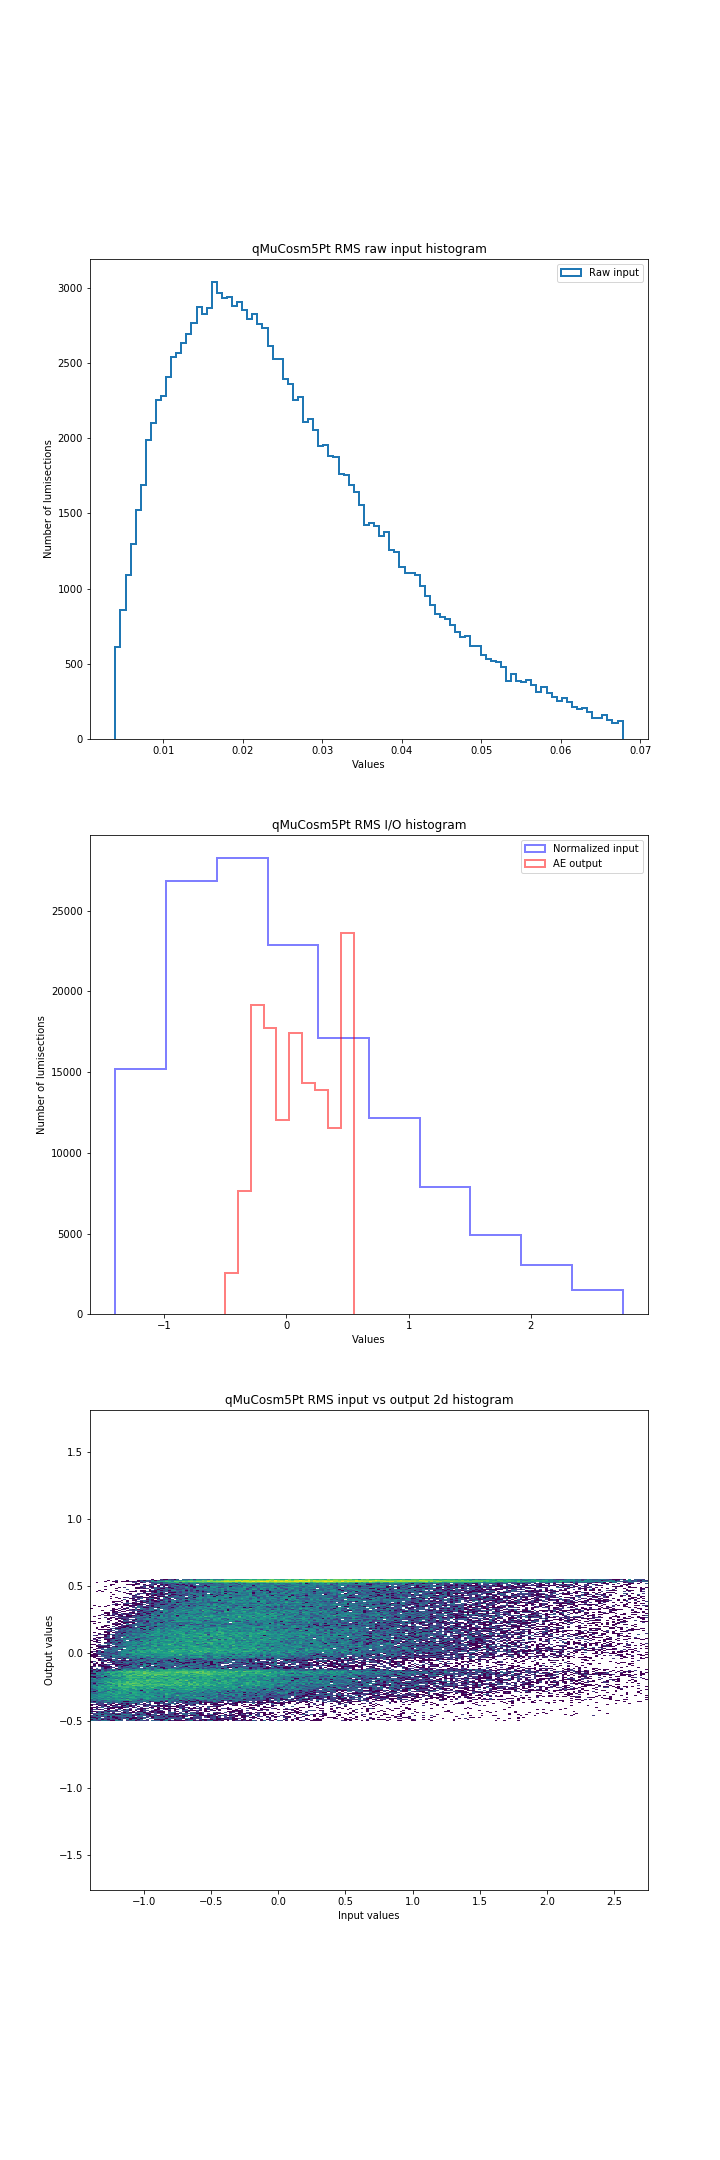 qMuCosm5Pt RMS raw input histogram
Raw input
3000
2500
2000
1500
1000
500
0
Number of lumisections
0.01 0.02 0.03 0.04 0.05 0.06 0.07
Values
qMuCosm5Pt RMS I/O histogram
Normalized input
AE output
25000
20000
15000
10000
5000
0
Number of lumisections
−1 0 1 2
Values
qMuCosm5Pt RMS input vs output 2d histogram
1.5
1.0
0.5
0.0
−0.5
−1.0
−1.5
Output values
−1.0 −0.5 0.0 0.5 1.0 1.5 2.0 2.5
Input values